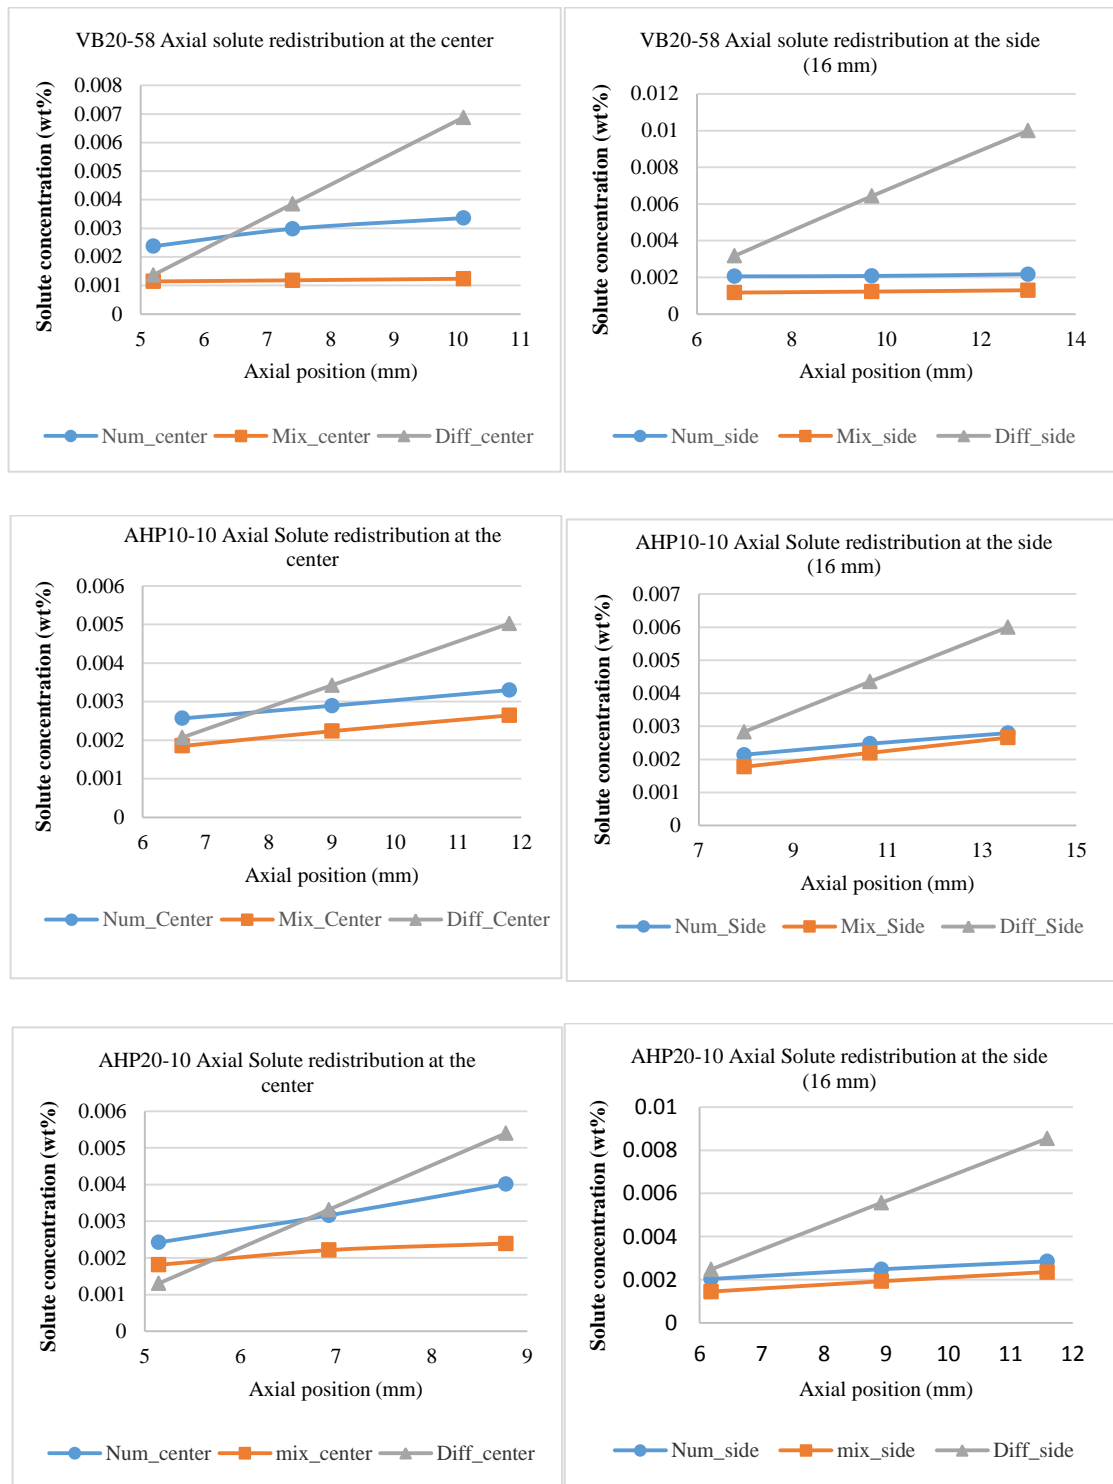 VB20-58 Axial solute redistribution at the center
Solute concentration (wt%)
0.008
0.007
0.006
0.005
0.004
0.003
0.002
0.001
0
5 6 7 8 9 10 11
Axial position (mm)
Num_center Mix_center Diff_center
VB20-58 Axial solute redistribution at the side
(16 mm)
Solute concentration (wt%)
0.012
0.01
0.008
0.006
0.004
0.002
0
6 8 10 12 14
Axial position (mm)
Num_side Mix_side Diff_side
AHP10-10 Axial Solute redistribution at the
center
Solute concentration (wt%)
0.006
0.005
0.004
0.003
0.002
0.001
0
6 7 8 9 10 11 12
Axial position (mm)
Num_Center Mix_Center Diff_Center
AHP10-10 Axial Solute redistribution at the side
(16 mm)
Solute concentration (wt%)
0.007
0.006
0.005
0.004
0.003
0.002
0.001
0
7 9 11 13 15
Axial position (mm)
Num_Side Mix_Side Diff_Side
AHP20-10 Axial Solute redistribution at the
center
Solute concentration (wt%)
0.006
0.005
0.004
0.003
0.002
0.001
0
5 6 7 8 9
Axial position (mm)
Num_center mix_center Diff_center
AHP20-10 Axial Solute redistribution at the side
(16 mm)
Solute concentration (wt%)
0.01
0.008
0.006
0.004
0.002
0
6 7 8 9 10 11 12
Axial position (mm)
Num_side mix_side Diff_side